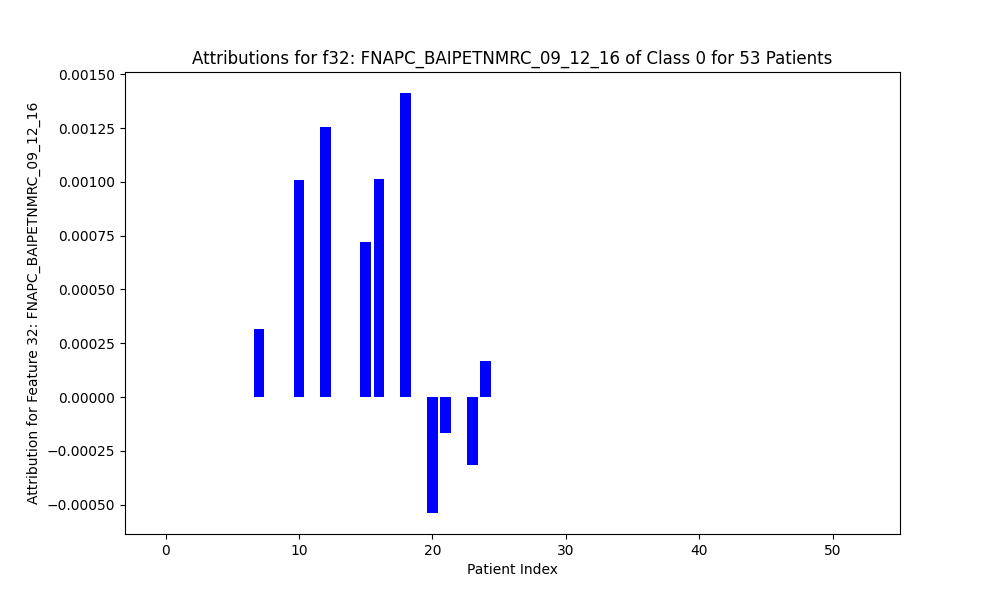 Attributions for f32: FNAPC_BAIPETNMRC_09_12_16 of Class 0 for 53 Patients
Attribution for Feature 32: FNAPC_BAIPETNMRC_09_12_16
0.00150
0.00125
0.00100
0.00075
0.00050
0.00025
0.00000
−0.00025
−0.00050
0 10 20 30 40 50
Patient Index